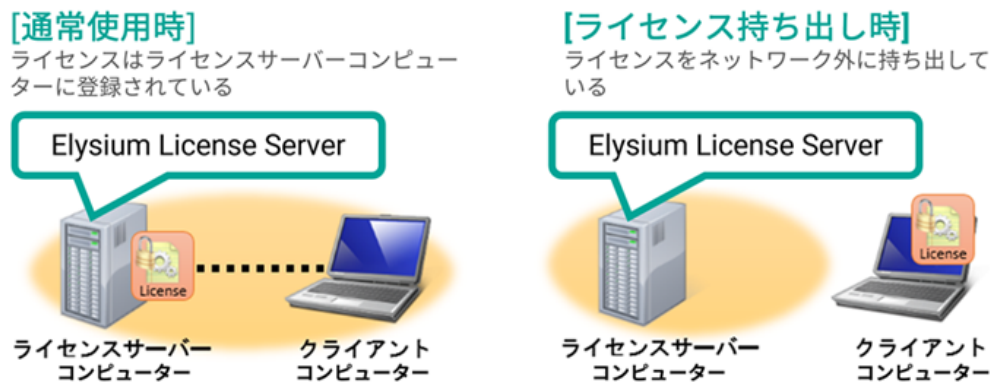 [通常使用時]
ライセンスはライセンスサーバーコンピュー
ターに登録されている
Elysium License Server
License
ライセンスサーバー
コンピューター
クライアント
コンピューター
[ライセンス持ち出し時]
ライセンスをネットワーク外に持ち出して
いる
Elysium License Server
License
ライセンスサーバー
コンピューター
クライアント
コンピューター